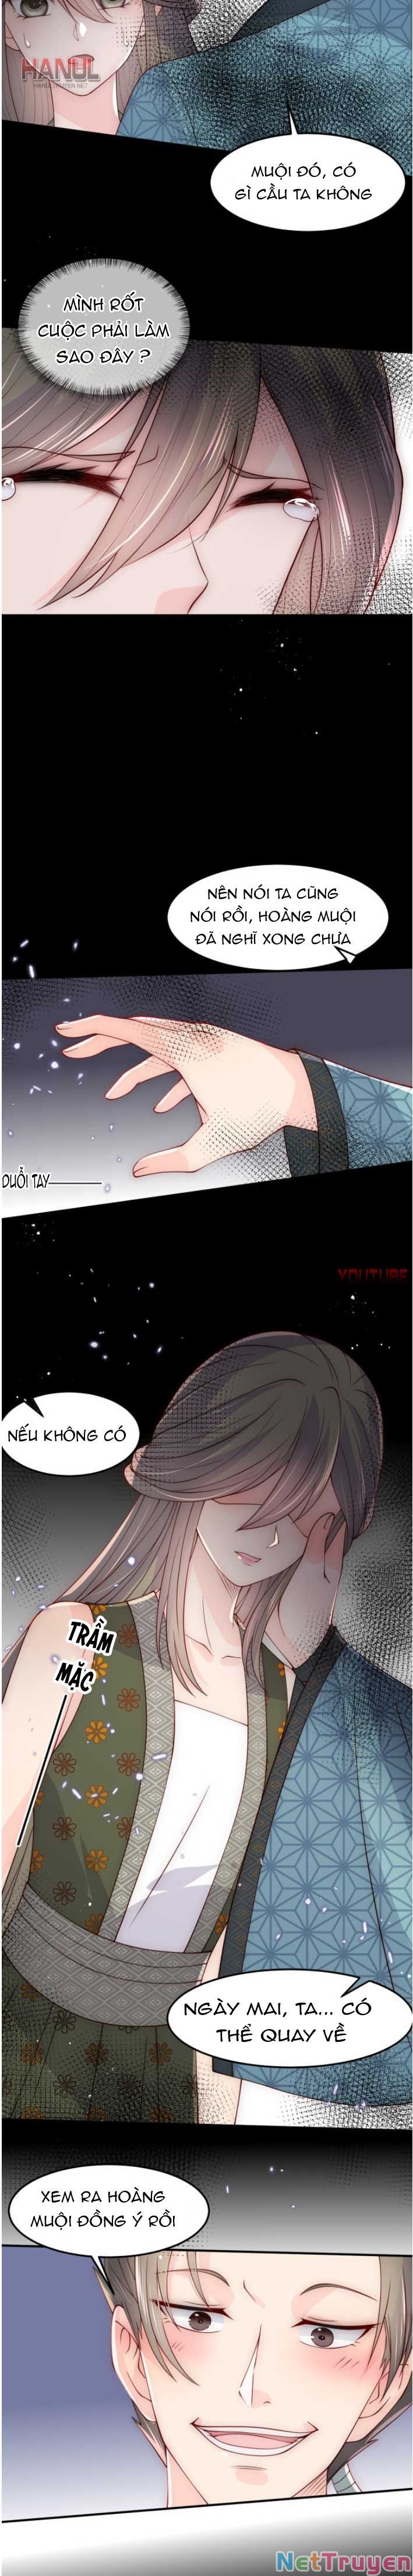 HANUL
HANULTRUYEN.NET
MUỘI ĐÓ, CÓ
GÌ CẦU TA KHÔNG
MÌNH RỐT
CUỘC PHẢI LÀM
SAO ĐÂY ?
NÊN NÓI TA CŨNG
NÓI RỒI, HOÀNG MUỘI
ĐÃ NGHĨ XONG CHƯA
DUỖI TAY
YOUTUBE
NẾU KHÔNG CÓ
TRẦM
MẶC
NGÀY MAI, TA... CÓ
THỂ QUAY VỀ
XEM RA HOÀNG
MUỘI ĐỒNG Ý RỒI
NetTruyen